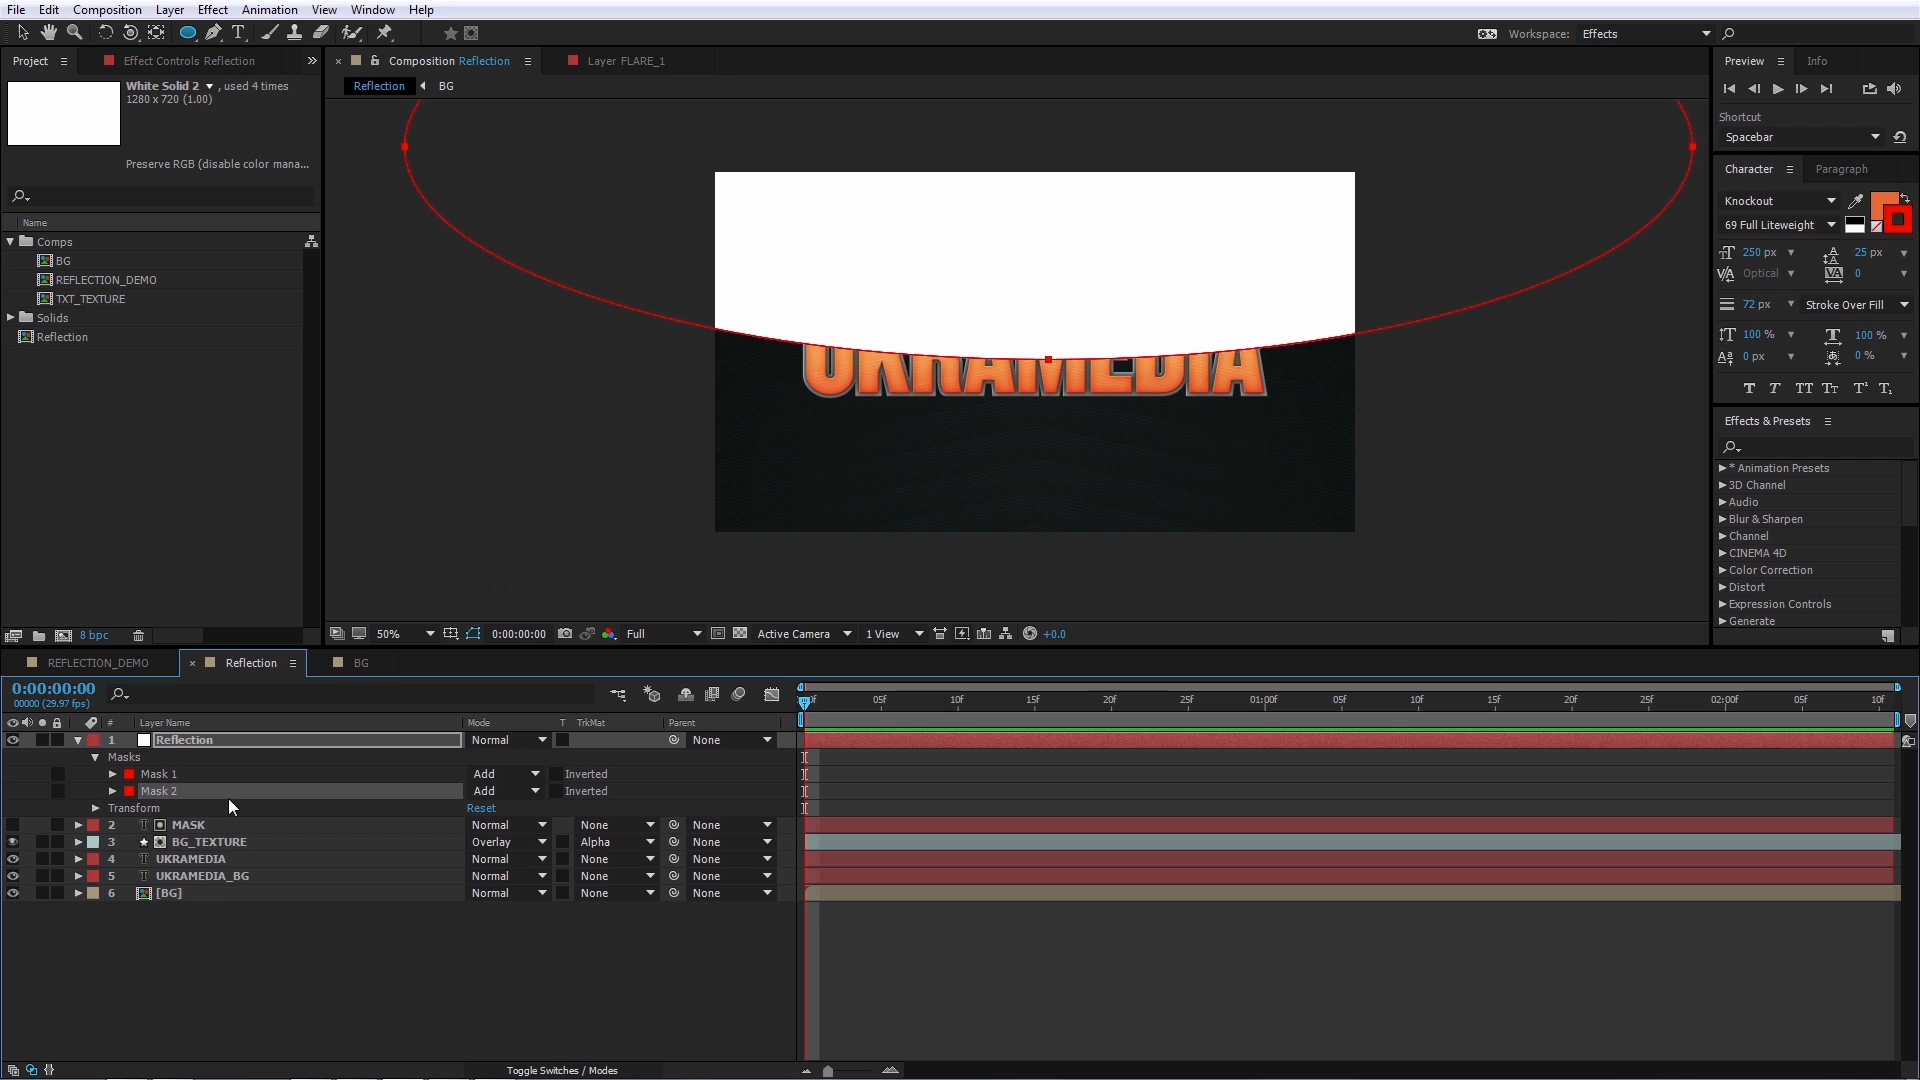 File Edit Composition Layer Effect Animation View Window Help
Workspace: Effects
Project
Effect Controls Reflection
Composition Reflection
Layer FLARE_1
Preview
Info
White Solid 2 , used 4 times
1280 x 720 (1.00)
Reflection BG
Shortcut
Spacebar
Preserve RGB (disable color mana...
Character
Paragraph
Knockout
69 Full Liteweight
Name
Comps
BG
REFLECTION_DEMO
TXT_TEXTURE
Solids
Reflection
250 px
25 px
Optical
0
72 px
Stroke Over Fill
100 %
100 %
0 px
0 %
UKRAMEDIA
Effects & Presets
* Animation Presets
3D Channel
Audio
Blur & Sharpen
Channel
CINEMA 4D
Color Correction
Distort
Expression Controls
Generate
8 bpc
50%
0:00:00:00
Full
Active Camera
1 View
+0.0
REFLECTION_DEMO
Reflection
BG
0:00:00:00
00000 (29.97 fps)
05f 10f 15f 20f 25f 01:00f 05f 10f 15f 20f 25f 02:00f 05f 10f
# Layer Name Mode T TrkMat Parent
1 Reflection Normal None
Masks
Mask 1 Add Inverted
Mask 2 Add Inverted
Transform Reset
2 MASK Normal None None
3 BG_TEXTURE Overlay Alpha None
4 UKRAMEDIA Normal None None
5 UKRAMEDIA_BG Normal None None
6 [BG] Normal None None
Toggle Switches / Modes